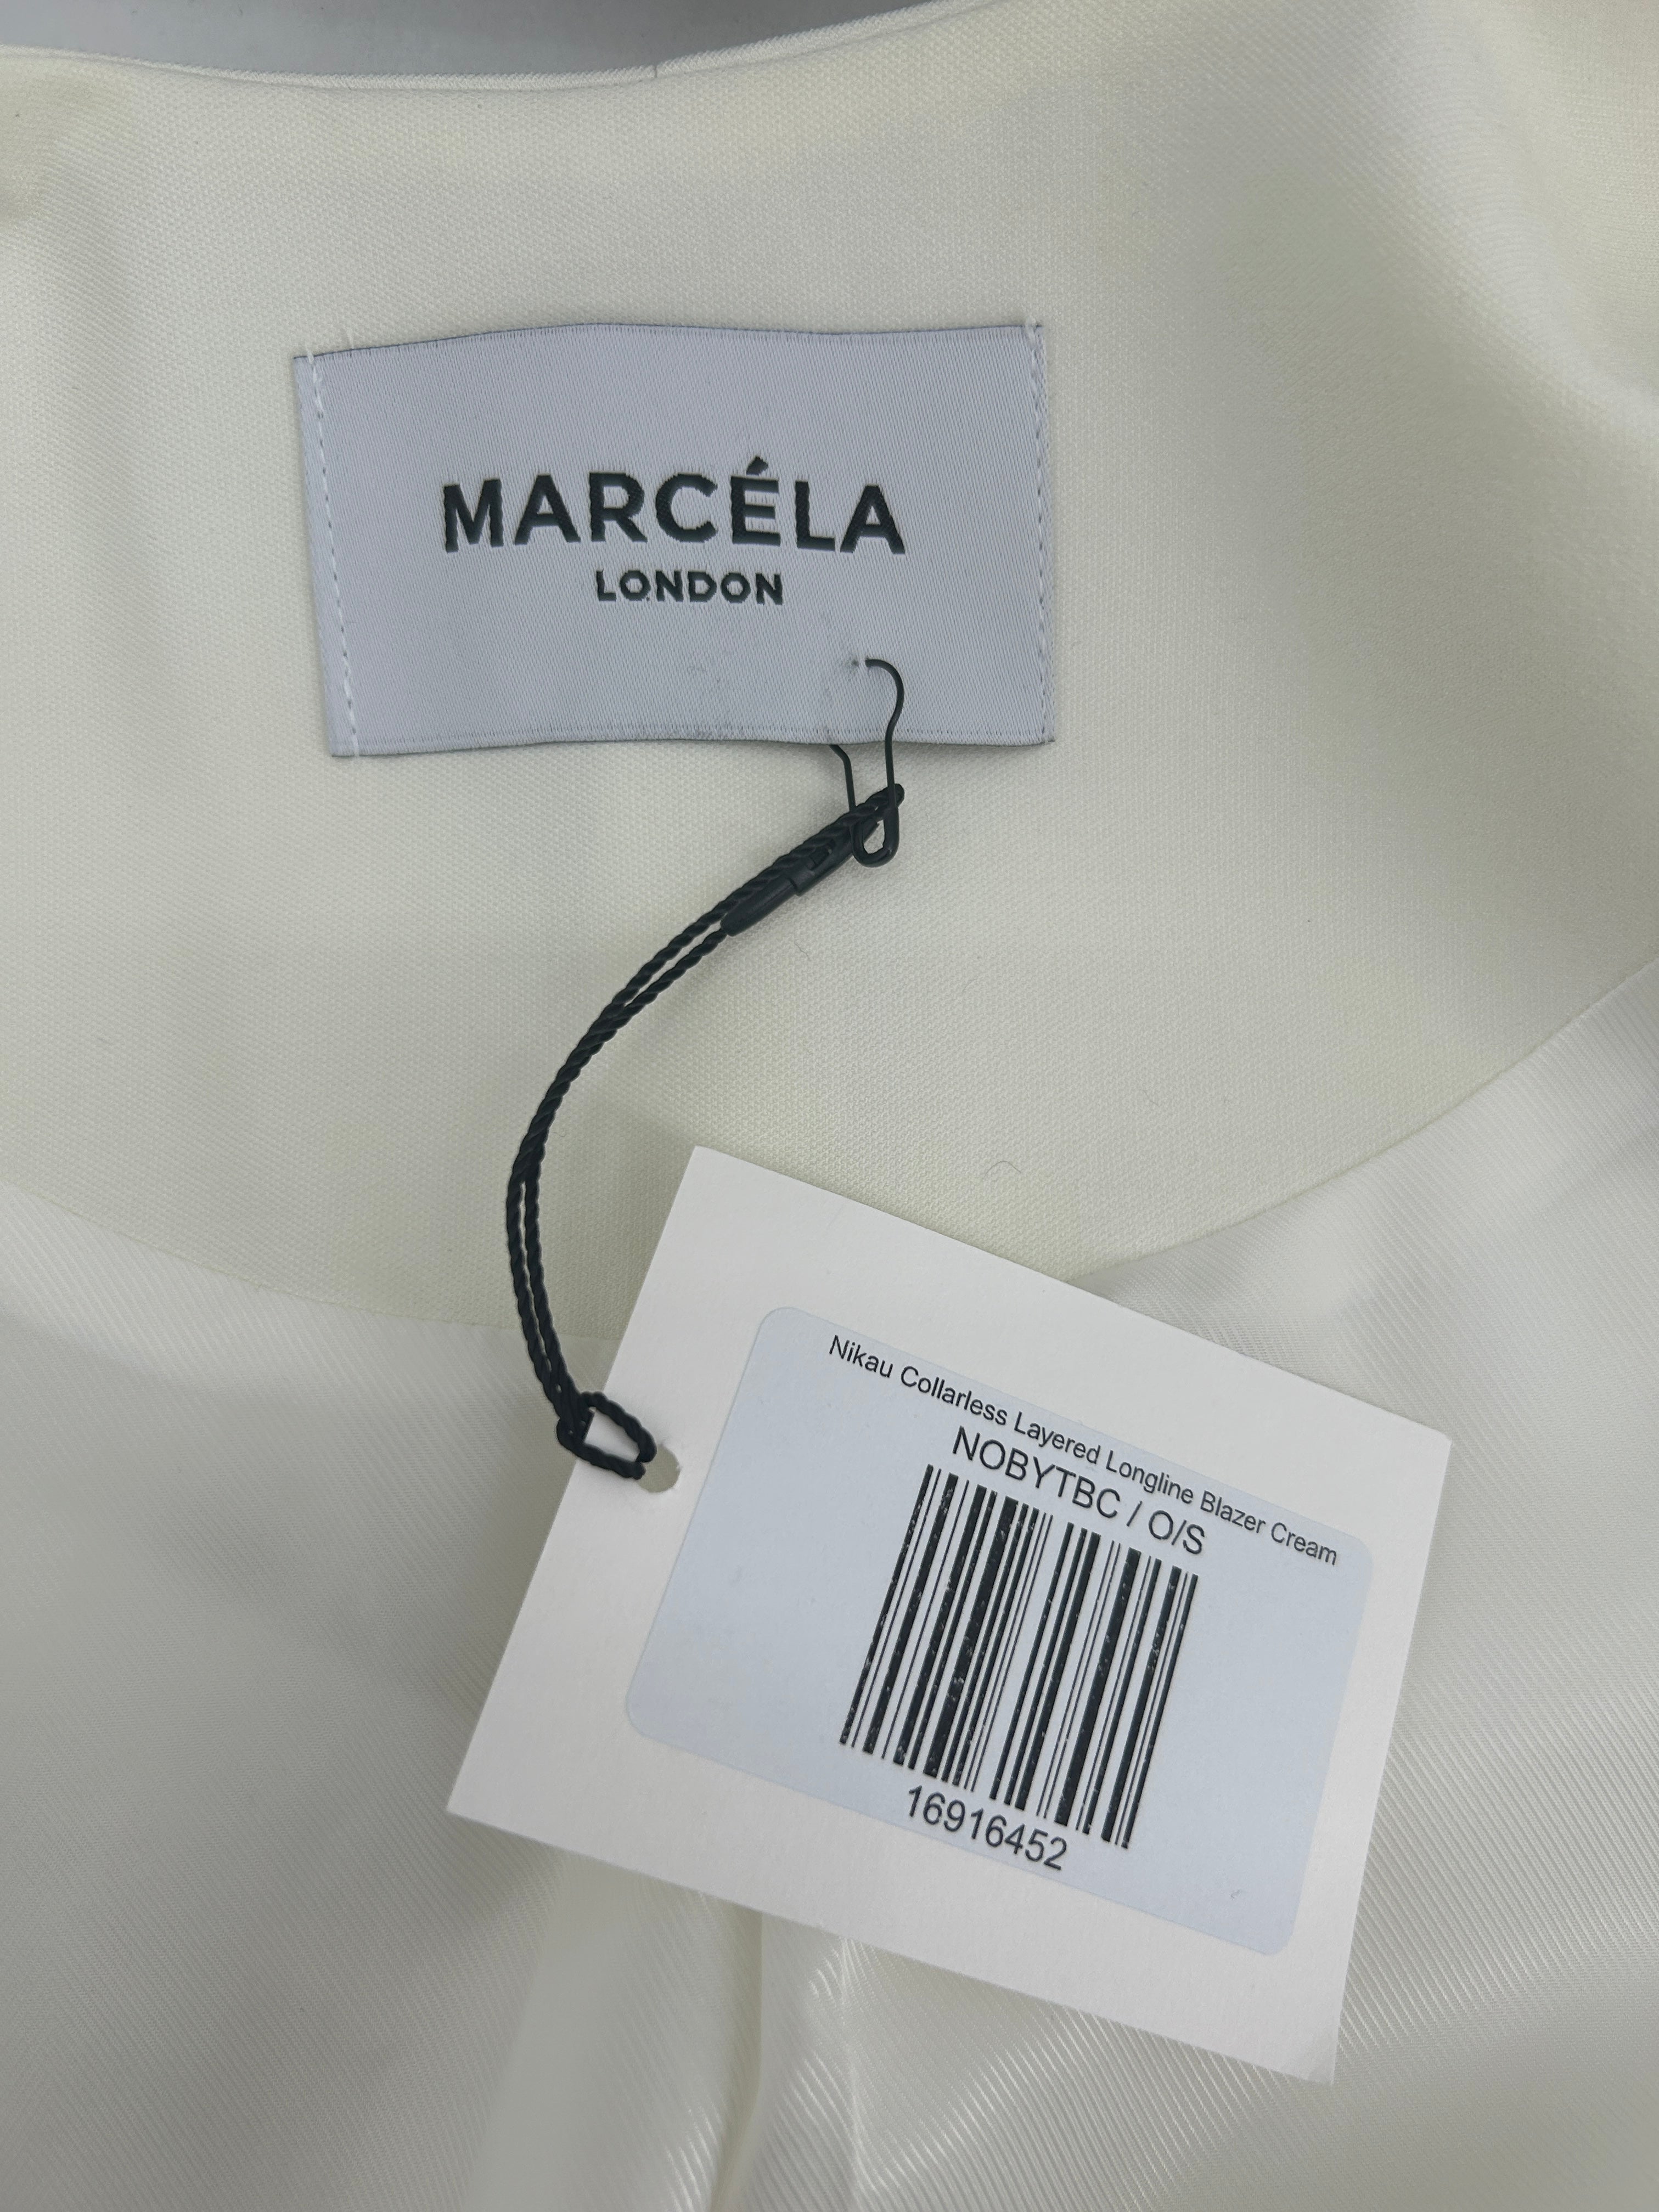 MARCÉLA
LONDON
Nikau Collarless Layered Longline Blazer Cream
NOBYTBC / O/S
16916452